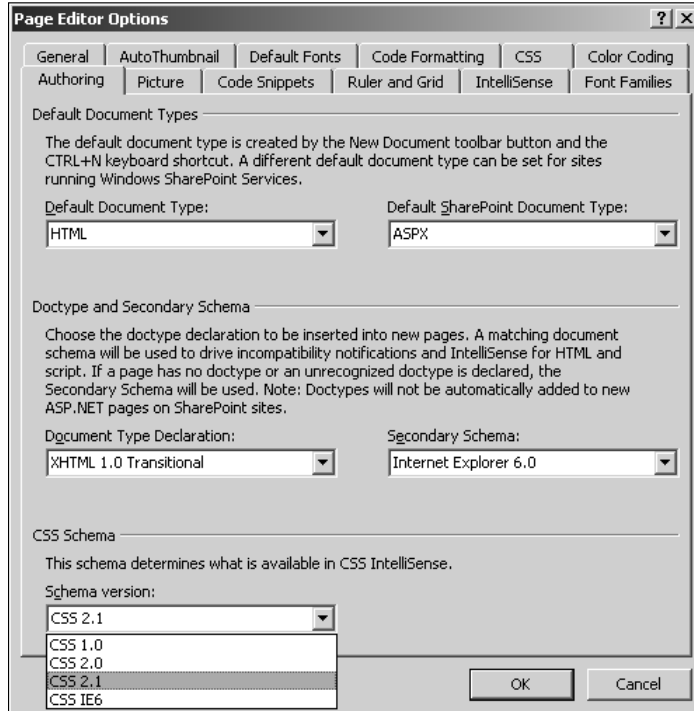 Page Editor Options
? X
General AutoThumbnail Default Fonts Code Formatting CSS Color Coding
Authoring Picture Code Snippets Ruler and Grid IntelliSense Font Families
Default Document Types
The default document type is created by the New Document toolbar button and the
CTRL+N keyboard shortcut. A different default document type can be set for sites
running Windows SharePoint Services.
Default Document Type: Default SharePoint Document Type:
HTML ASPX
Doctype and Secondary Schema
Choose the doctype declaration to be inserted into new pages. A matching document
schema will be used to drive incompatibility notifications and IntelliSense for HTML and
script. If a page has no doctype or an unrecognized doctype is declared, the
Secondary Schema will be used. Note: Doctypes will not be automatically added to new
ASP.NET pages on SharePoint sites.
Document Type Declaration: Secondary Schema:
XHTML 1.0 Transitional Internet Explorer 6.0
CSS Schema
This schema determines what is available in CSS IntelliSense.
Schema version:
CSS 2.1
CSS 1.0
CSS 2.0
CSS 2.1
CSS IE6
OK Cancel